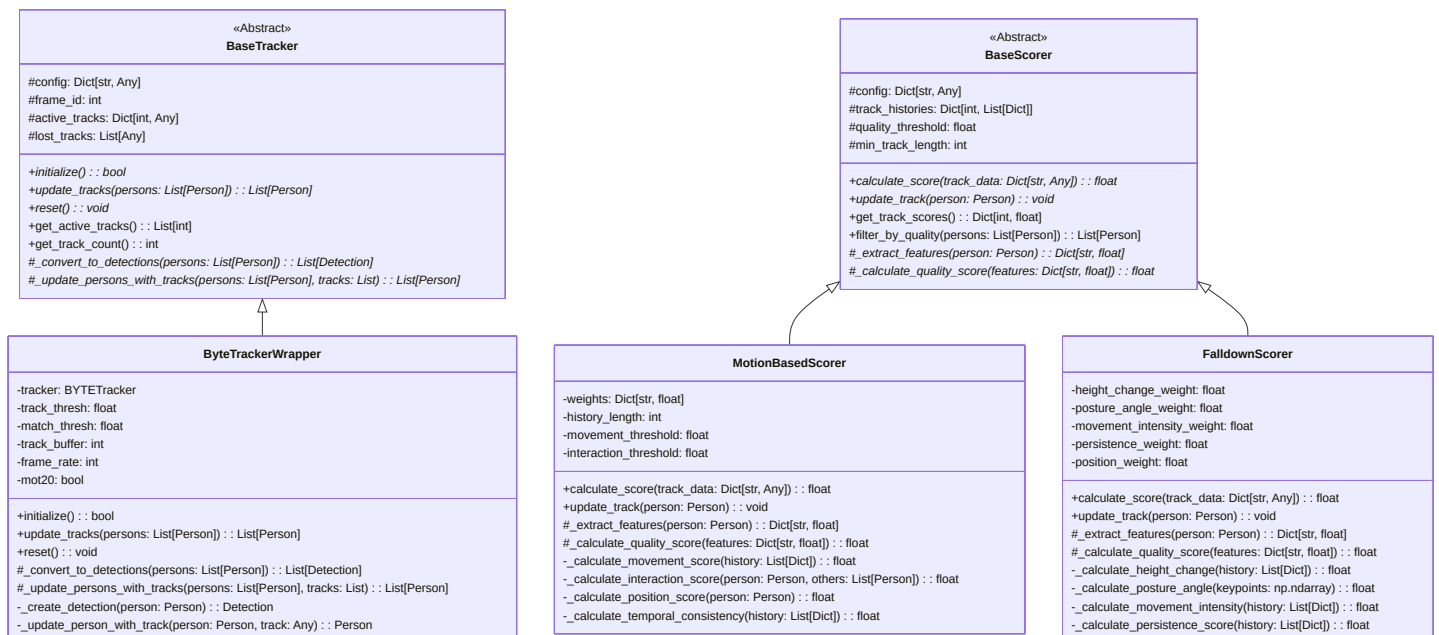 «Abstract»
BaseTracker
#config: Dict[str, Any]
#frame_id: int
#active_tracks: Dict[int, Any]
#lost_tracks: List[Any]
+initialize() : : bool
+update_tracks(persons: List[Person]) : : List[Person]
+reset() : : void
+get_active_tracks() : : List[int]
+get_track_count() : : int
#_convert_to_detections(persons: List[Person]) : : List[Detection]
#_update_persons_with_tracks(persons: List[Person], tracks: List) : : List[Person]
«Abstract»
BaseScorer
#config: Dict[str, Any]
#track_histories: Dict[int, List[Dict]]
#quality_threshold: float
#min_track_length: int
+calculate_score(track_data: Dict[str, Any]) : : float
+update_track(person: Person) : : void
+get_track_scores() : : Dict[int, float]
+filter_by_quality(persons: List[Person]) : : List[Person]
#_extract_features(person: Person) : : Dict[str, float]
#_calculate_quality_score(features: Dict[str, float]) : : float
ByteTrackerWrapper
-tracker: BYTETracker
-track_thresh: float
-match_thresh: float
-track_buffer: int
-frame_rate: int
-mot20: bool
+initialize() : : bool
+update_tracks(persons: List[Person]) : : List[Person]
+reset() : : void
#_convert_to_detections(persons: List[Person]) : : List[Detection]
#_update_persons_with_tracks(persons: List[Person], tracks: List) : : List[Person]
-_create_detection(person: Person) : : Detection
-_update_person_with_track(person: Person, track: Any) : : Person
MotionBasedScorer
-weights: Dict[str, float]
-history_length: int
-movement_threshold: float
-interaction_threshold: float
+calculate_score(track_data: Dict[str, Any]) : : float
+update_track(person: Person) : : void
#_extract_features(person: Person) : : Dict[str, float]
#_calculate_quality_score(features: Dict[str, float]) : : float
-_calculate_movement_score(history: List[Dict]) : : float
-_calculate_interaction_score(person: Person, others: List[Person]) : : float
-_calculate_position_score(person: Person) : : float
-_calculate_temporal_consistency(history: List[Dict]) : : float
FalldownScorer
-height_change_weight: float
-posture_angle_weight: float
-movement_intensity_weight: float
-persistence_weight: float
-position_weight: float
+calculate_score(track_data: Dict[str, Any]) : : float
+update_track(person: Person) : : void
#_extract_features(person: Person) : : Dict[str, float]
#_calculate_quality_score(features: Dict[str, float]) : : float
-_calculate_height_change(history: List[Dict]) : : float
-_calculate_posture_angle(keypoints: np.ndarray) : : float
-_calculate_movement_intensity(history: List[Dict]) : : float
-_calculate_persistence_score(history: List[Dict]) : : float